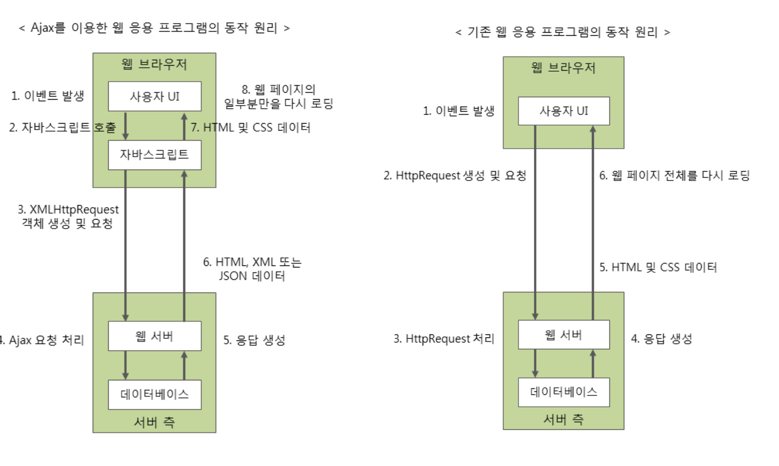 < Ajax를 이용한 웹 응용 프로그램의 동작 원리 >
웹 브라우저
1. 이벤트 발생
사용자 UI
8. 웹 페이지의
일부분만을 다시 로딩
2. 자바스크립트 호출
7. HTML 및 CSS 데이터
자바스크립트
3. XMLHttpRequest
객체 생성 및 요청
6. HTML, XML 또는
JSON 데이터
4. Ajax 요청 처리
웹 서버
5. 응답 생성
데이터베이스
서버 측
< 기존 웹 응용 프로그램의 동작 원리 >
웹 브라우저
1. 이벤트 발생
사용자 UI
2. HttpRequest 생성 및 요청
6. 웹 페이지 전체를 다시 로딩
5. HTML 및 CSS 데이터
3. HttpRequest 처리
웹 서버
4. 응답 생성
데이터베이스
서버 측